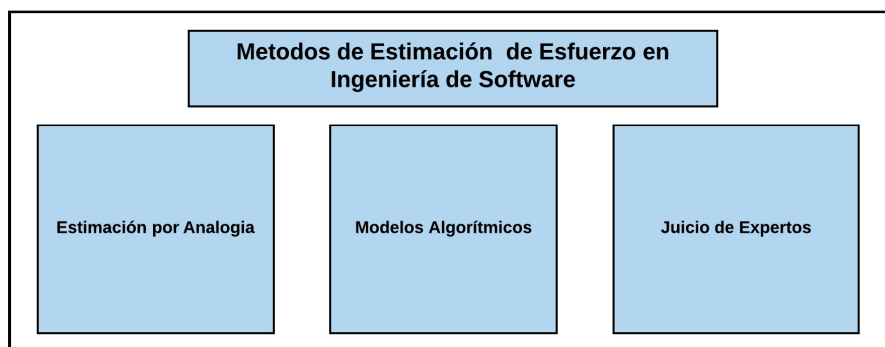 Metodos de Estimación de Esfuerzo en
Ingeniería de Software
Estimación por Analogia
Modelos Algorítmicos
Juicio de Expertos